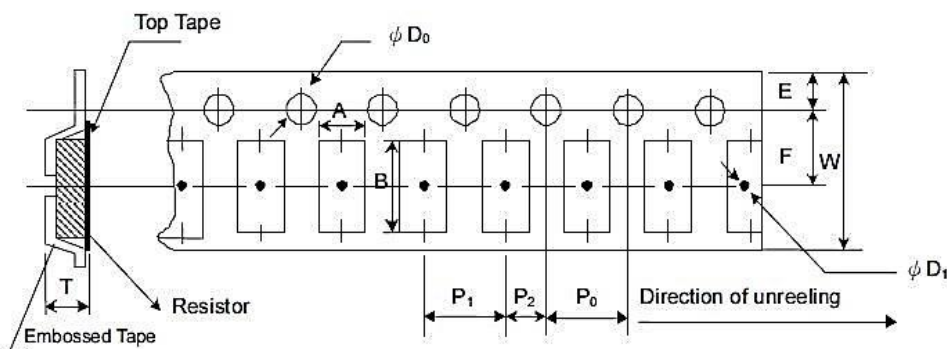 Top Tape
ϕ D₀
A
E
B
F
W
ϕ D₁
T
Resistor
P₁
P₂
P₀
Direction of unreeling
Embossed Tape